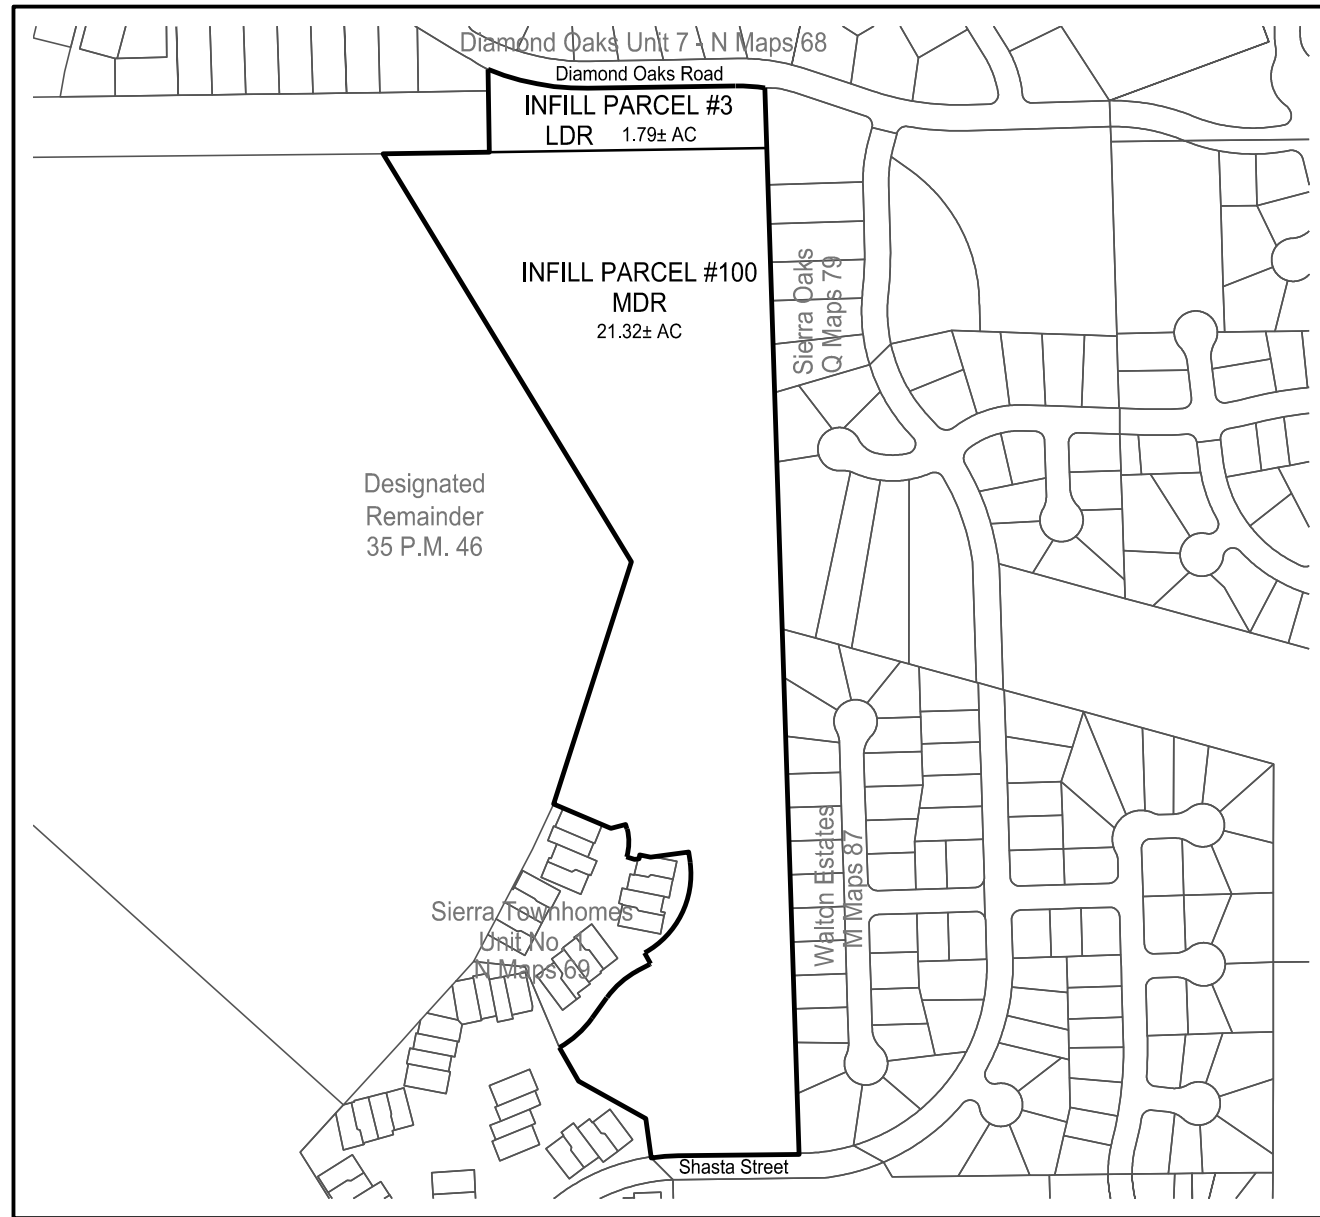 Diamond Oaks Unit 7 - N Maps 68
Diamond Oaks Road
INFILL PARCEL #3
LDR 1.79± AC
INFILL PARCEL #100
MDR
21.32± AC
Sierra Oaks
Q Maps 79
Designated
Remainder
35 P.M. 46
Walton Estates
M Maps 87
Sierra Townhomes
Unit No. 1
N Maps 69
Shasta Street